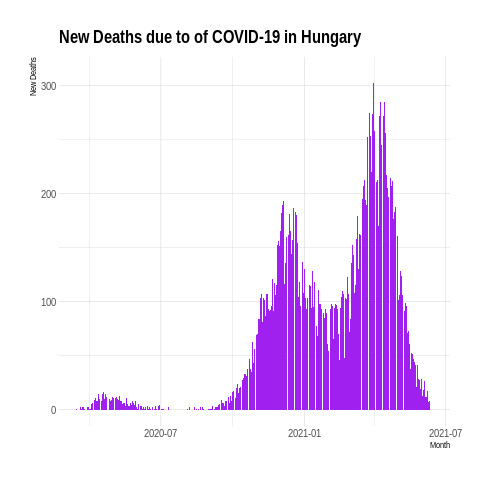 New Deaths due to of COVID-19 in Hungary
New Deaths
300
200
100
0
2020-07
2021-01
2021-07
Month